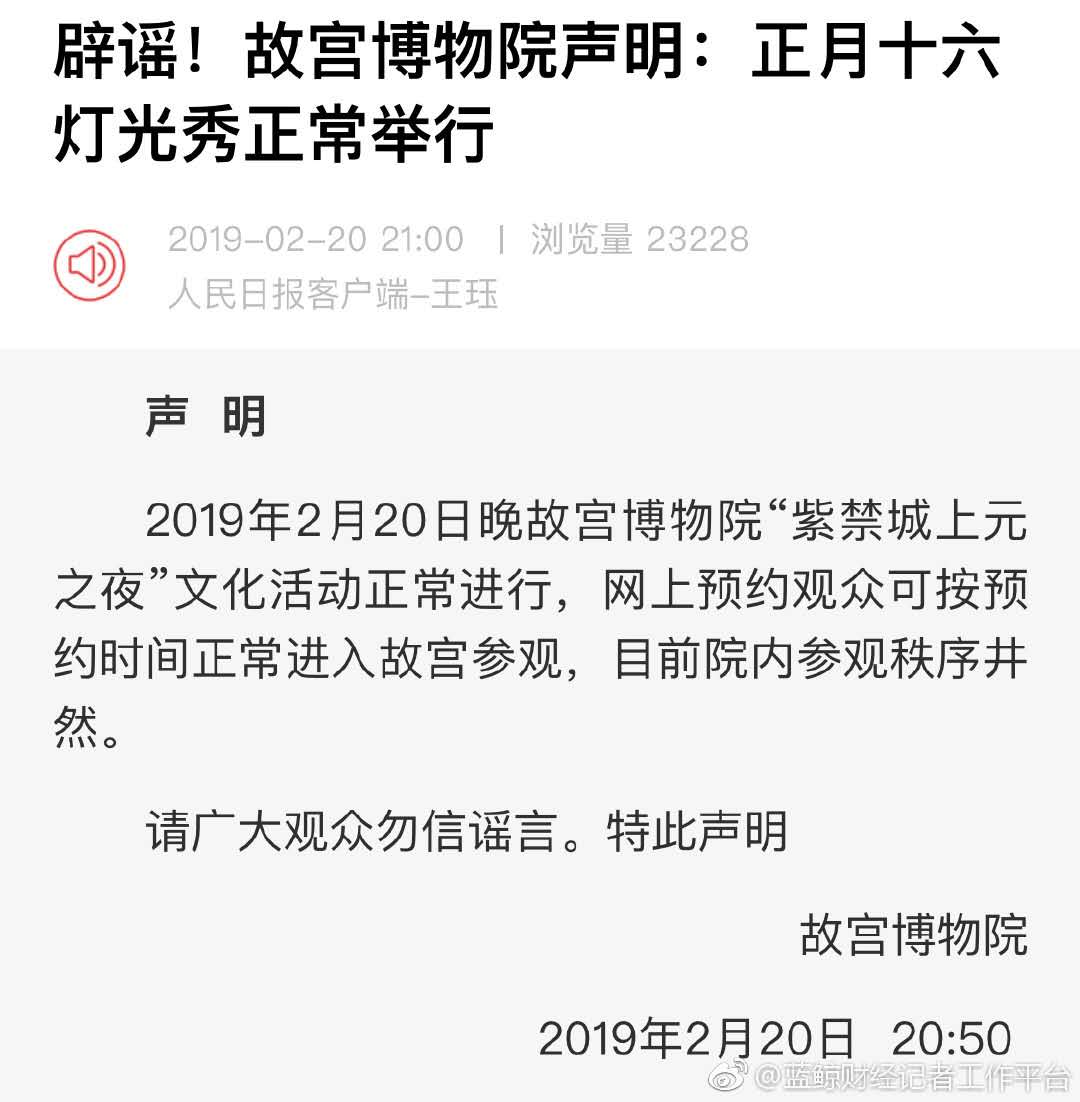 辟谣！故宫博物院声明：正月十六
灯光秀正常举行
2019-02-20 21:00 | 浏览量 23228
人民日报客户端-王珏
声 明
2019年2月20日晚故宫博物院“紫禁城上元
之夜”文化活动正常进行，网上预约观众可按预
约时间正常进入故宫参观，目前院内参观秩序井
然。
请广大观众勿信谣言。特此声明
故宫博物院
2019年2月20日 20:50
@蓝鲸财经记者工作平台